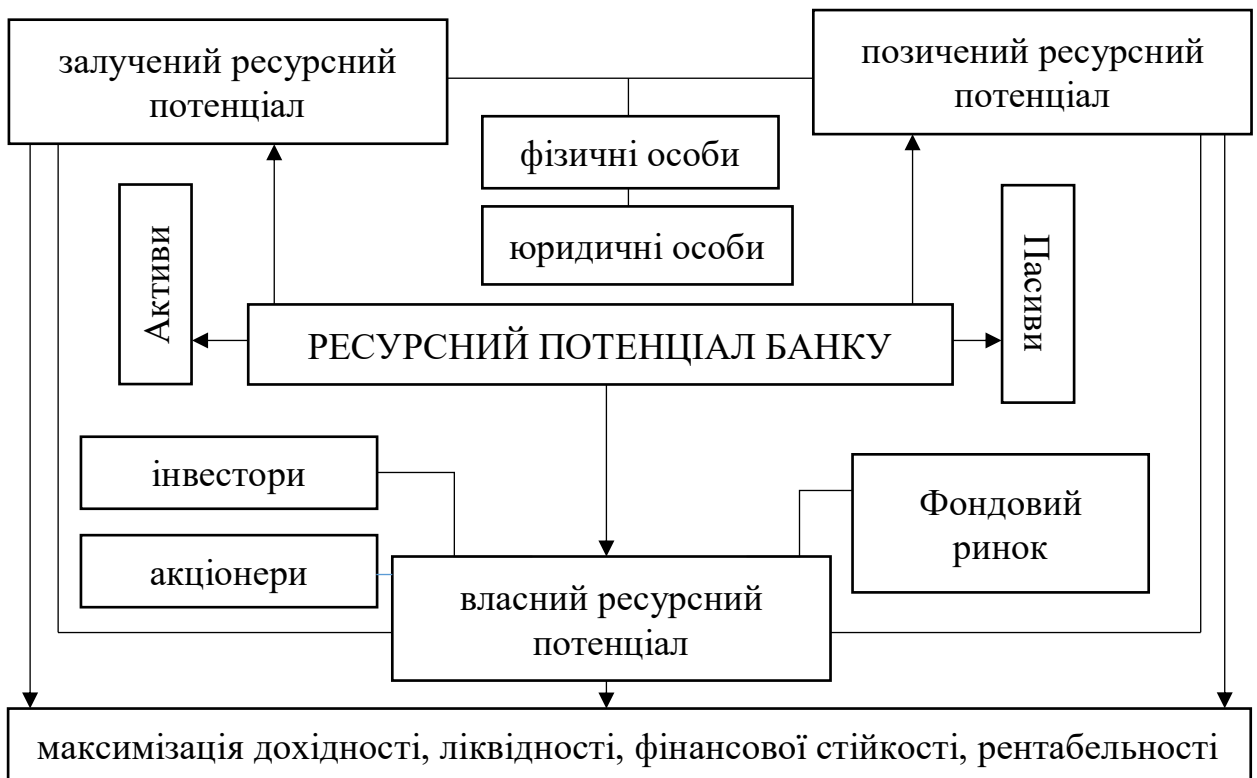 залучений ресурсний
потенціал
позичений ресурсний
потенціал
фізичні особи
юридичні особи
Активи
Пасиви
РЕСУРСНИЙ ПОТЕНЦІАЛ БАНКУ
інвестори
акціонери
Фондовий
ринок
власний ресурсний
потенціал
максимізація дохідності, ліквідності, фінансової стійкості, рентабельності